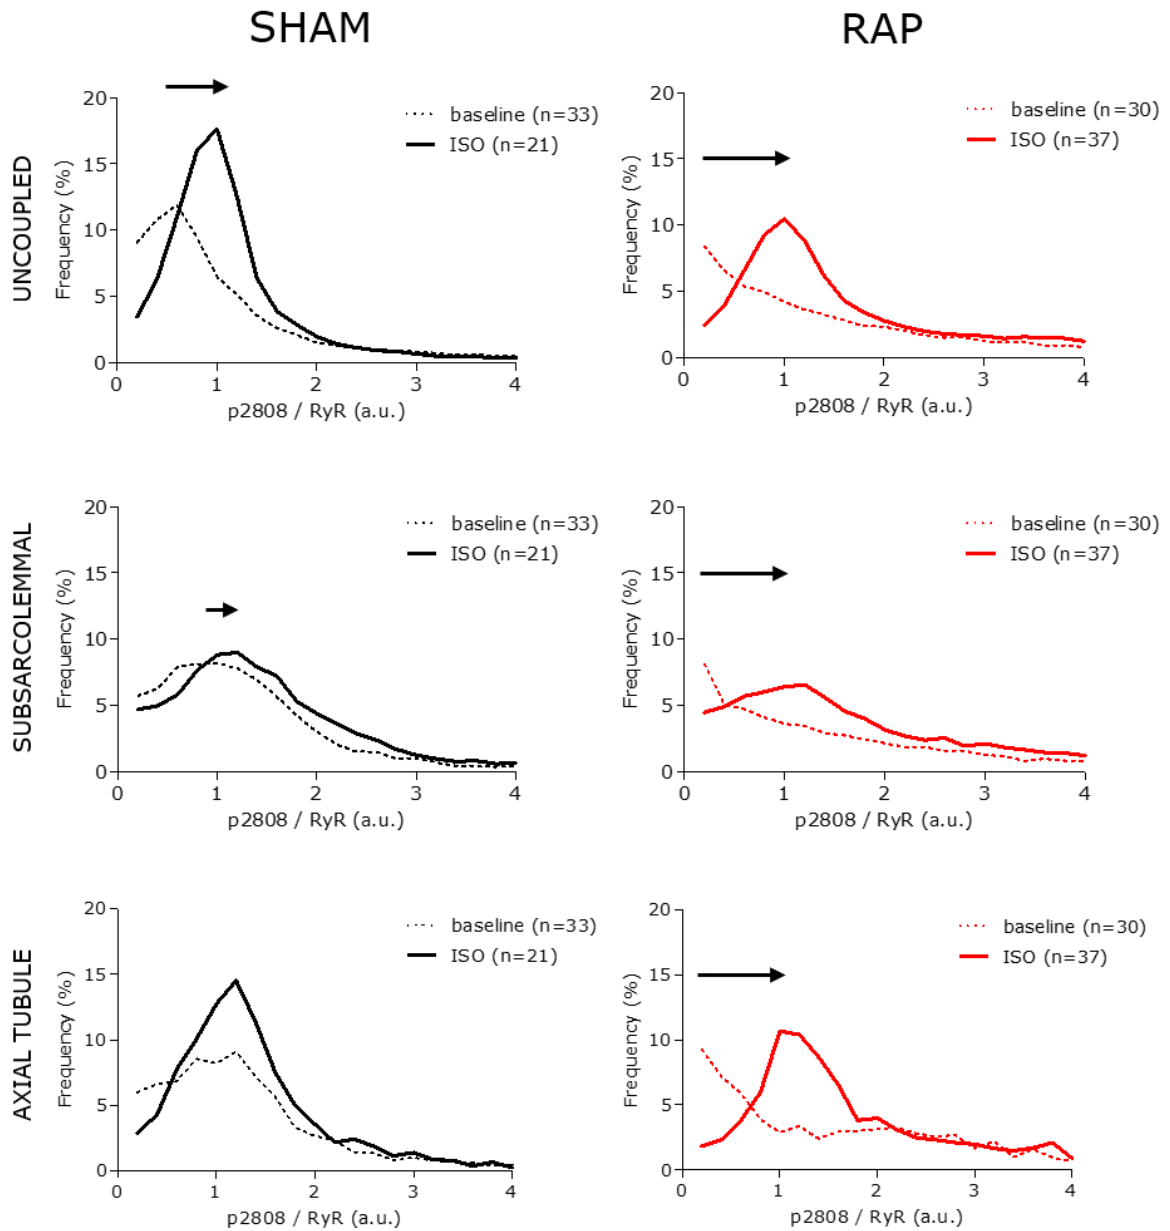 SHAM
RAP
UNCOUPLED
Frequency (%)
20
15
10
5
0
0 1 2 3 4
p2808 / RyR (a.u.)
baseline (n=33)
ISO (n=21)
Frequency (%)
20
15
10
5
0
0 1 2 3 4
p2808 / RyR (a.u.)
baseline (n=30)
ISO (n=37)
SUBSARCOLEMMAL
Frequency (%)
20
15
10
5
0
0 1 2 3 4
p2808 / RyR (a.u.)
baseline (n=33)
ISO (n=21)
Frequency (%)
20
15
10
5
0
0 1 2 3 4
p2808 / RyR (a.u.)
baseline (n=30)
ISO (n=37)
AXIAL TUBULE
Frequency (%)
20
15
10
5
0
0 1 2 3 4
p2808 / RyR (a.u.)
baseline (n=33)
ISO (n=21)
Frequency (%)
20
15
10
5
0
0 1 2 3 4
p2808 / RyR (a.u.)
baseline (n=30)
ISO (n=37)